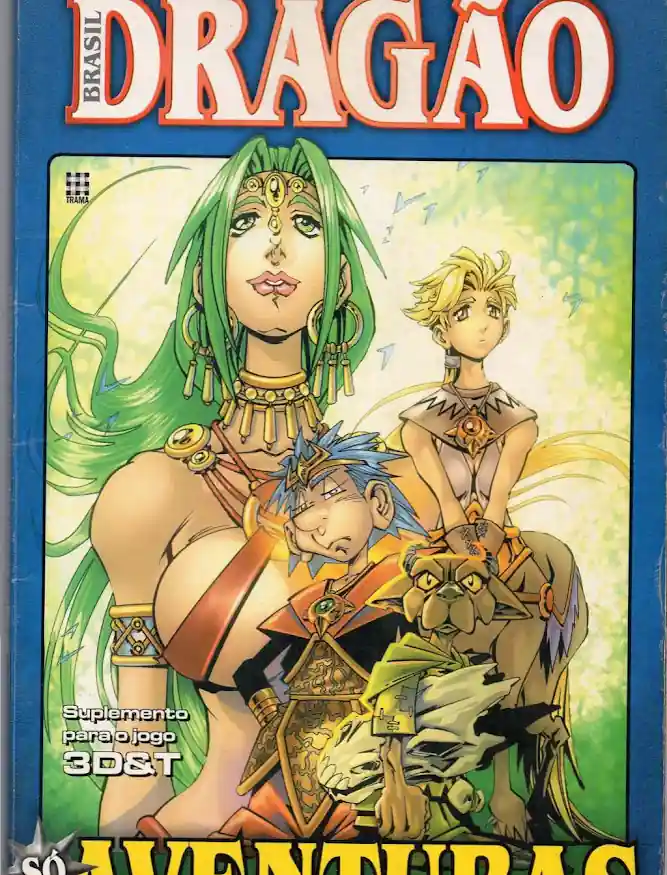 BRASIL
DRAGÃO
TRAMA
Suplemento
para o jogo
3D&T
SÓ
AVENTURAS